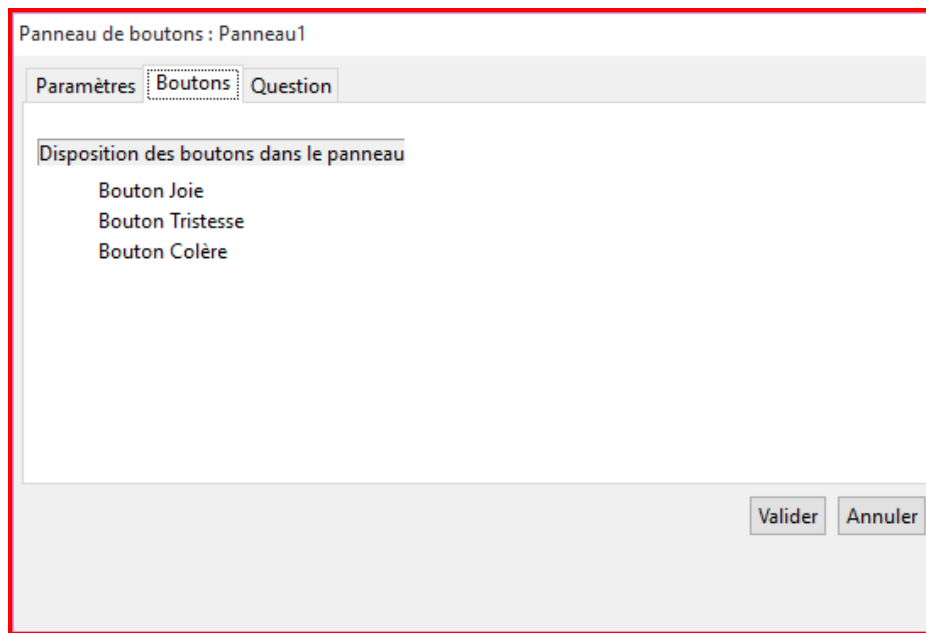 Panneau de boutons : Panneau1
Paramètres Boutons Question
Disposition des boutons dans le panneau
Bouton Joie
Bouton Tristesse
Bouton Colère
Valider Annuler